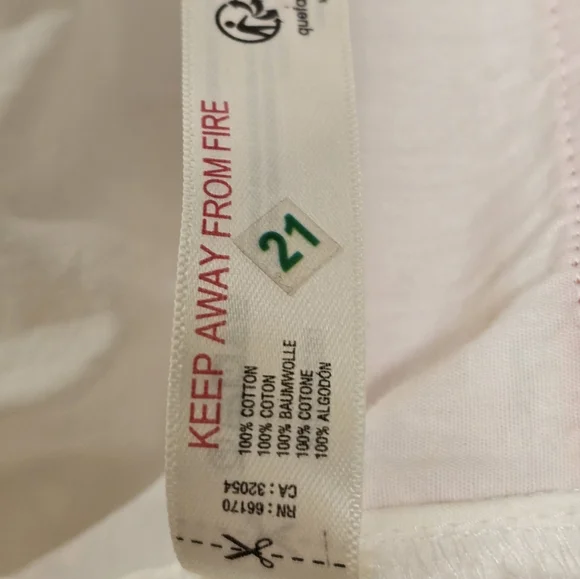 KEEP AWAY FROM FIRE
21
100% COTTON
100% COTON
100% BAUMWOLLE
100% COTONE
100% ALGODÓN
RN : 66170
CA : 32054